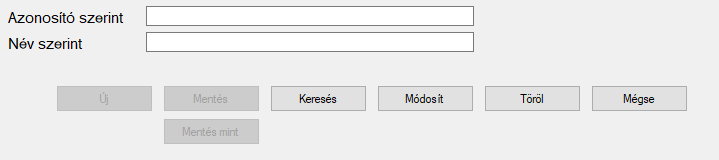 Azonosító szerint
Név szerint
Új Mentés Keresés Módosít Töröl Mégse
Mentés mint